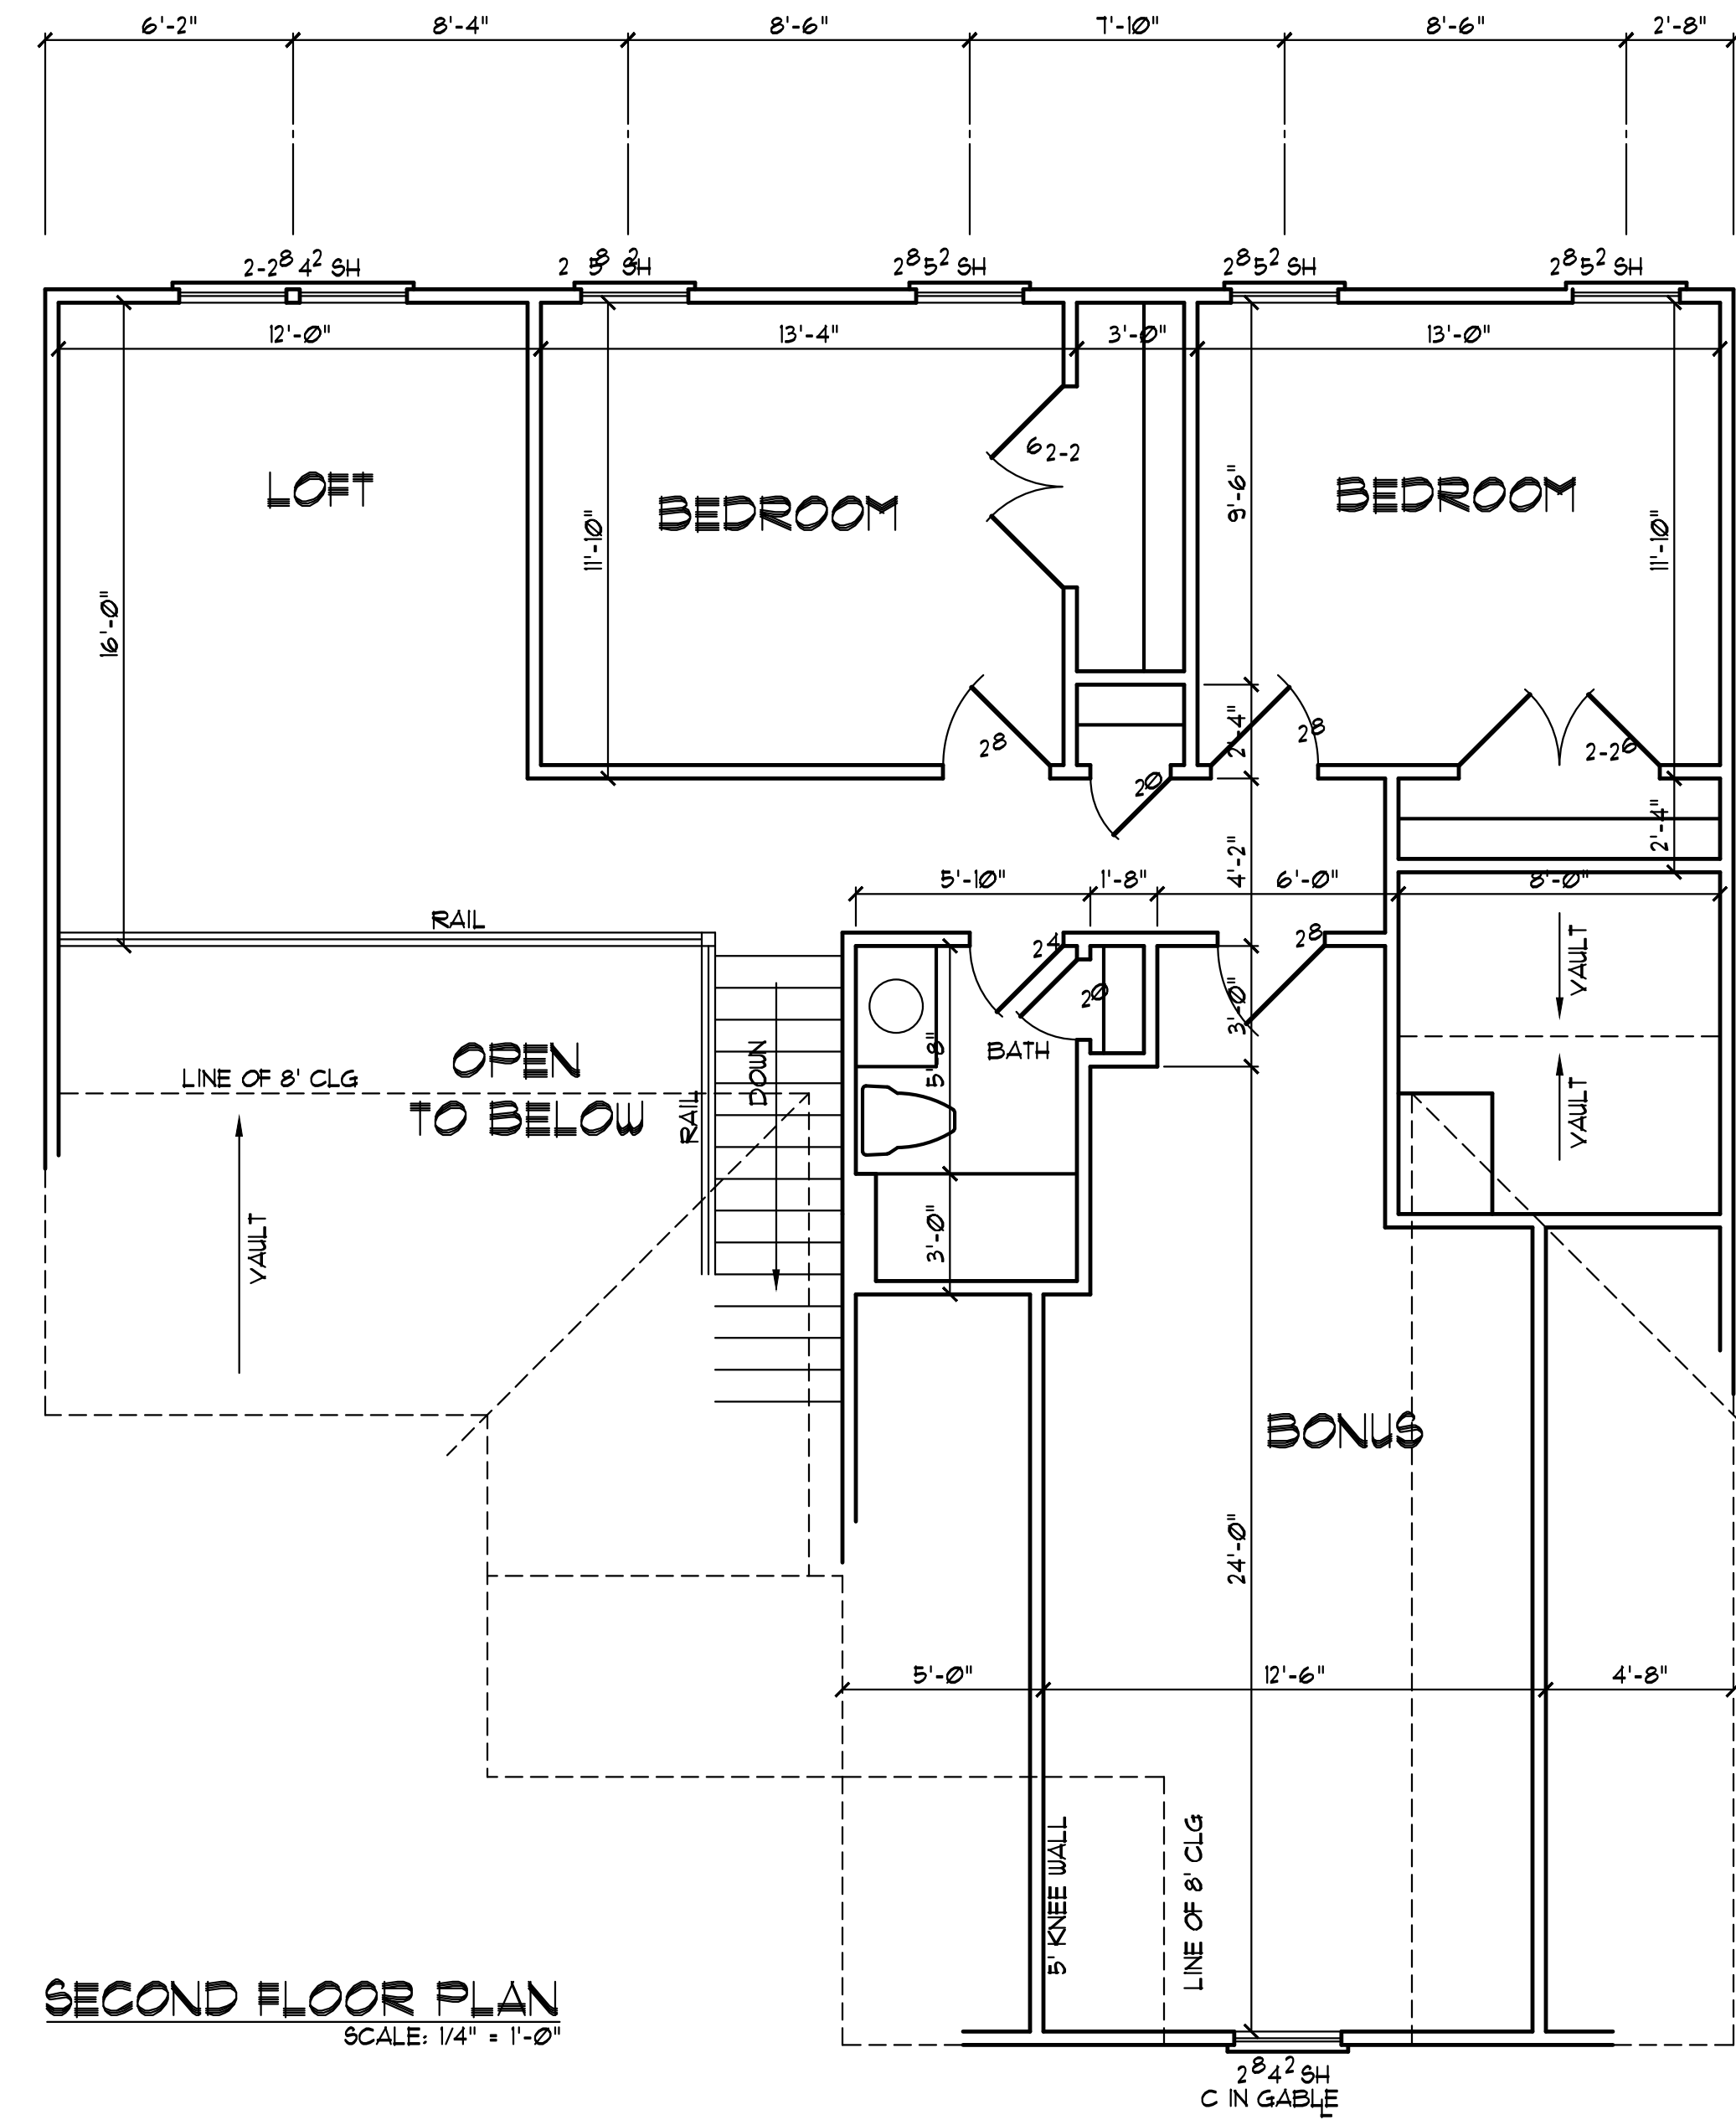 6'-2" 8'-4" 8'-6" 7'-10" 8'-6" 2'-8"
2-2⁸4² SH 2⁸5² SH 2⁸5² SH 2⁸5² SH 2⁸5² SH
12'-0" 13'-4" 3'-0" 13'-0"
6 2-2
LOFT BEDROOM BEDROOM
9'-6"
11'-10" 11'-10"
16'-0"
2⁸ 2'-4" 2⁸ 2-2⁶
2⁰
4'-2" 2'-4"
5'-10" 1'-8" 6'-0" 8'-0"
RAIL
2⁴ 2⁸
VAULT
2⁰ 3'-0"
OPEN
TO BELOW
LINE OF 8' CLG
DOWN
RAIL
5'-8"
BATH
VAULT
VAULT
3'-0"
BONUS
24'-0"
5'-0" 12'-6" 4'-8"
5' KNEE WALL
LINE OF 8' CLG
SECOND FLOOR PLAN
SCALE: 1/4" = 1'-0"
2⁸4² SH
C IN GABLE
L